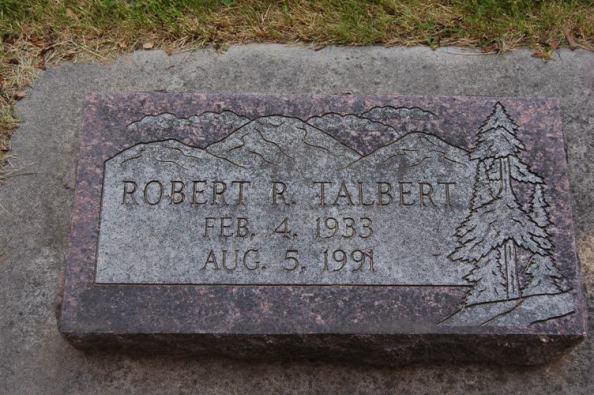 ROBERT R. TALBERT
FEB. 4, 1933
AUG. 5, 1991